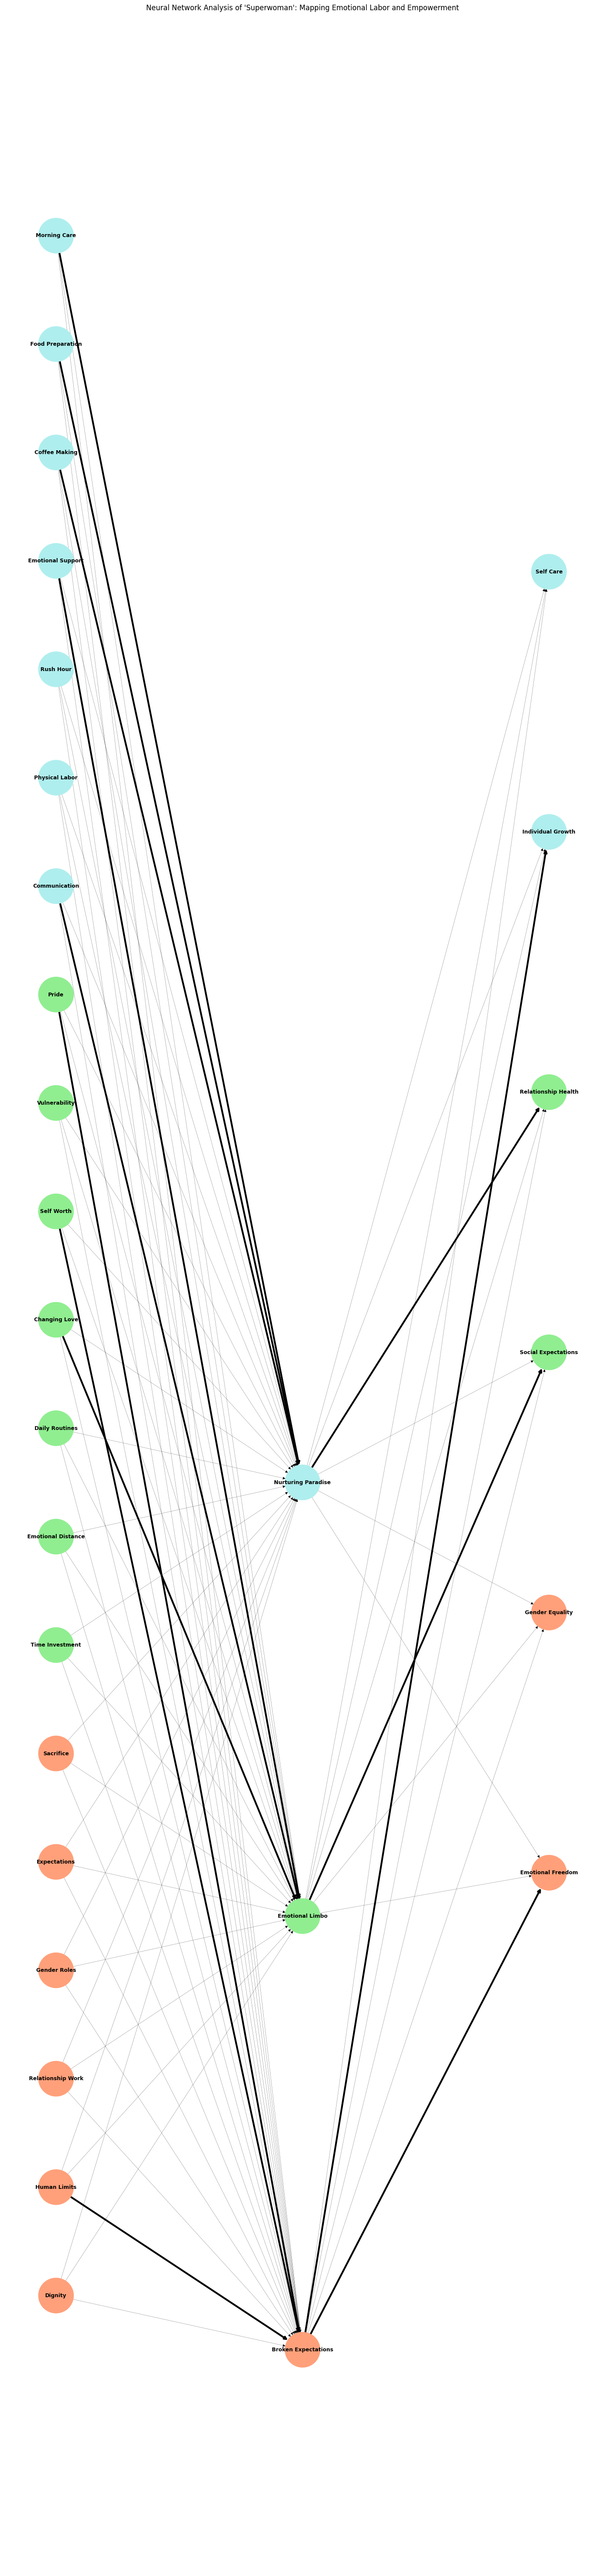 Neural Network Analysis of 'Superwoman': Mapping Emotional Labor and Empowerment
Morning Care
Food Preparation
Coffee Making
Emotional Support
Rush Hour
Physical Labor
Communication
Pride
Vulnerability
Self Worth
Changing Love
Daily Routines
Emotional Distance
Time Investment
Sacrifice
Expectations
Gender Roles
Relationship Work
Human Limits
Dignity
Nurturing Paradise
Emotional Limbo
Broken Expectations
Self Care
Individual Growth
Relationship Health
Social Expectations
Gender Equality
Emotional Freedom